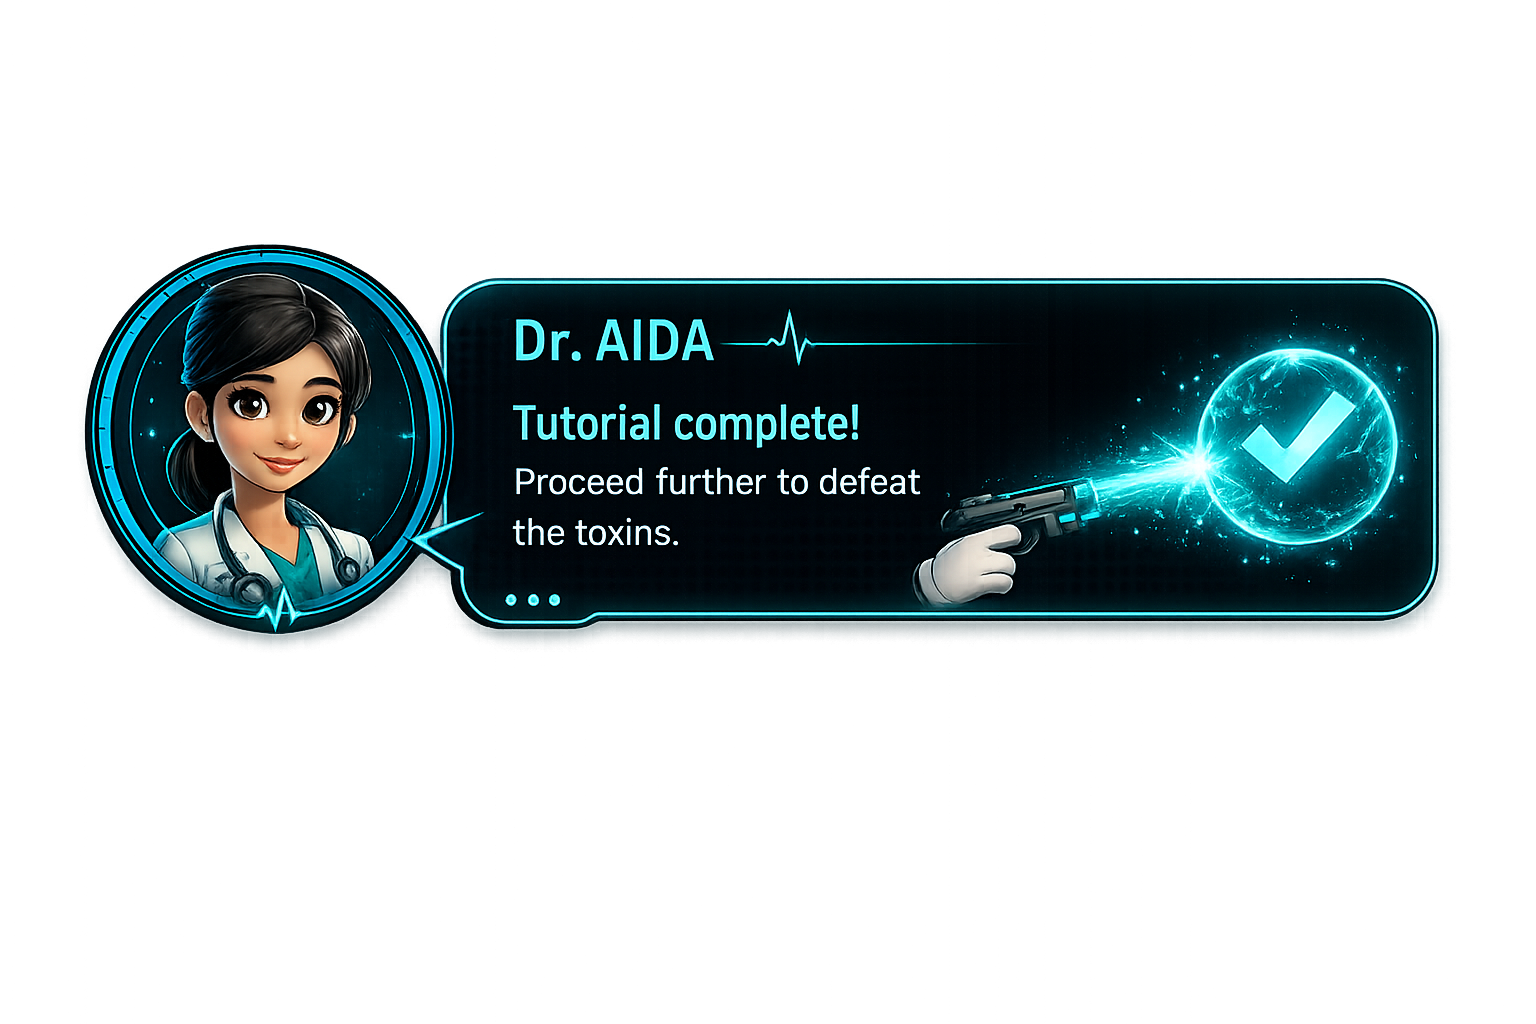 Dr. AIDA
Tutorial complete!
Proceed further to defeat
the toxins.